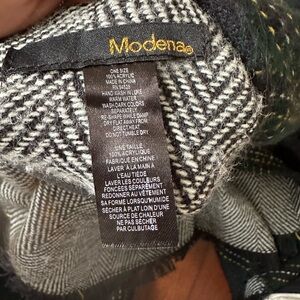 Modena®
ONE SIZE
100% ACRYLIC
MADE IN CHINA
RN
HAND WASH IN LUKE
WARM WATER
WASH DARK COLORS
SEPARATELY
RE-SHAPE WHILE DAMP
DRY FLAT AWAY FROM
DIRECT HEAT
DO NOT TUMBLE DRY
UNE TAILLE
100% ACRYLIQUE
FABRIQUÉ EN CHINE
LAVER À LA MAIN À
L'EAU TIÈDE
LAVER LES COULEURS
FONCÉES SÉPARÉMENT
REDONNER AU VÊTEMENT
SA FORME LORSQU'HUMIDE
SÉCHER À PLAT LOIN D'UNE
SOURCE DE CHALEUR
NE PAS SÉCHER
PAR CULBUTAGE